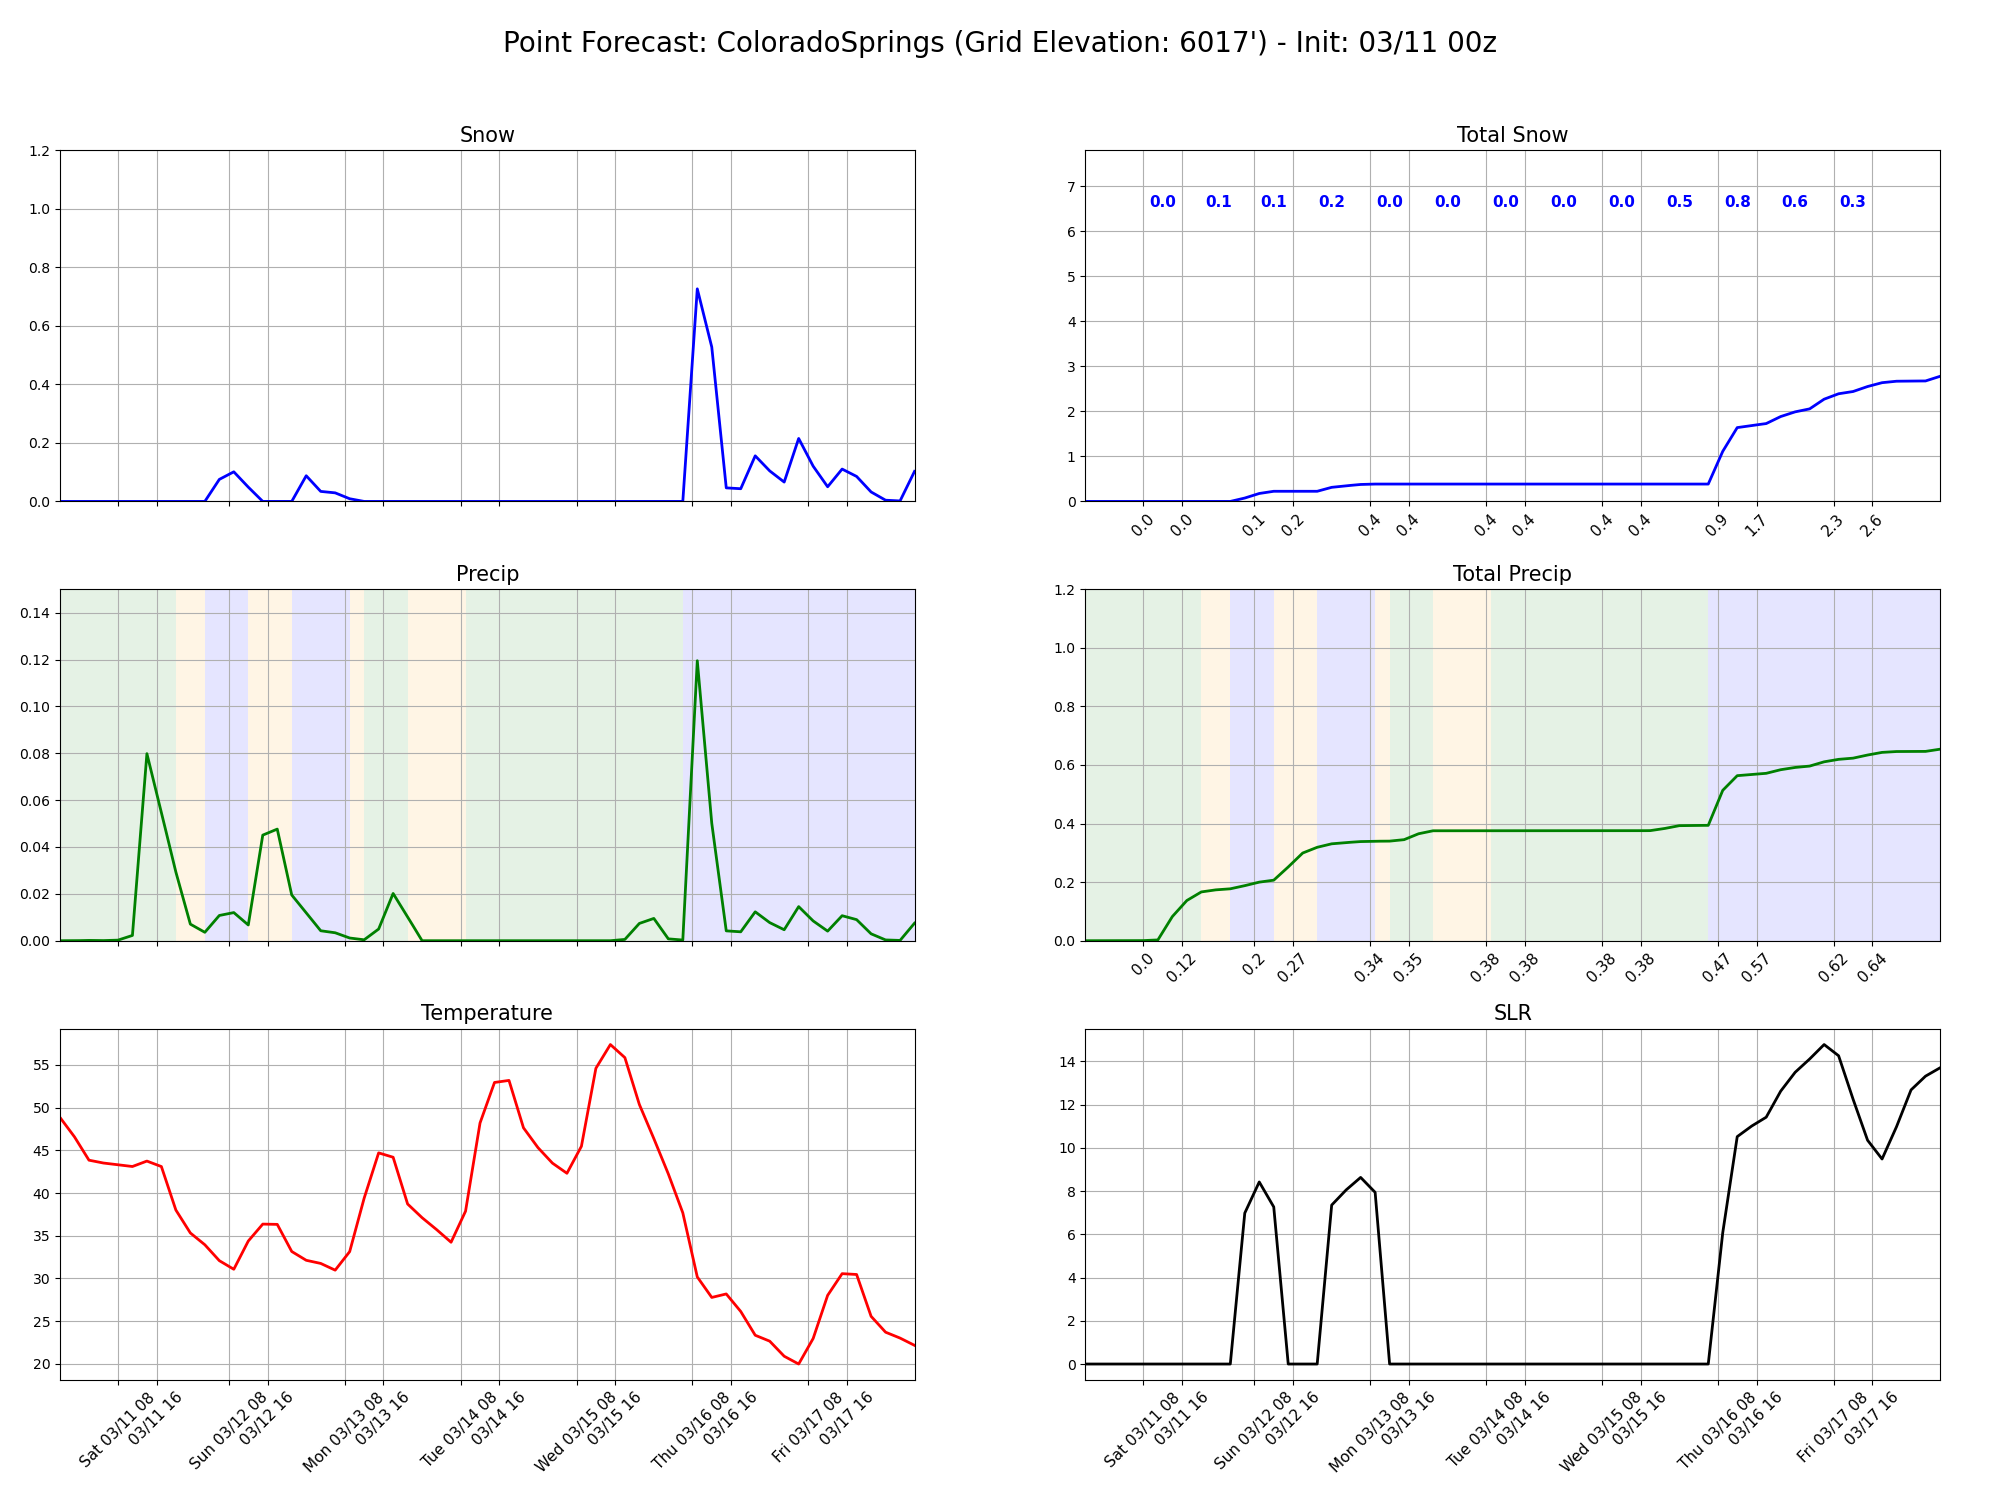 Point Forecast: ColoradoSprings (Grid Elevation: 6017') - Init: 03/11 00z
Snow
1.2
1.0
0.8
0.6
0.4
0.2
0.0
Total Snow
7
6
5
4
3
2
1
0
0.0 0.1 0.1 0.2 0.0 0.0 0.0 0.0 0.0 0.5 0.8 0.6 0.3
0.0 0.0 0.1 0.2 0.4 0.4 0.4 0.4 0.4 0.4 0.9 1.7 2.3 2.6
Precip
0.14
0.12
0.10
0.08
0.06
0.04
0.02
0.00
Total Precip
1.2
1.0
0.8
0.6
0.4
0.2
0.0
0.0 0.12 0.2 0.27 0.34 0.35 0.38 0.38 0.38 0.38 0.47 0.57 0.62 0.64
Temperature
55
50
45
40
35
30
25
20
Sat 03/11 08
03/11 16
Sun 03/12 08
03/12 16
Mon 03/13 08
03/13 16
Tue 03/14 08
03/14 16
Wed 03/15 08
03/15 16
Thu 03/16 08
03/16 16
Fri 03/17 08
03/17 16
SLR
14
12
10
8
6
4
2
0
Sat 03/11 08
03/11 16
Sun 03/12 08
03/12 16
Mon 03/13 08
03/13 16
Tue 03/14 08
03/14 16
Wed 03/15 08
03/15 16
Thu 03/16 08
03/16 16
Fri 03/17 08
03/17 16